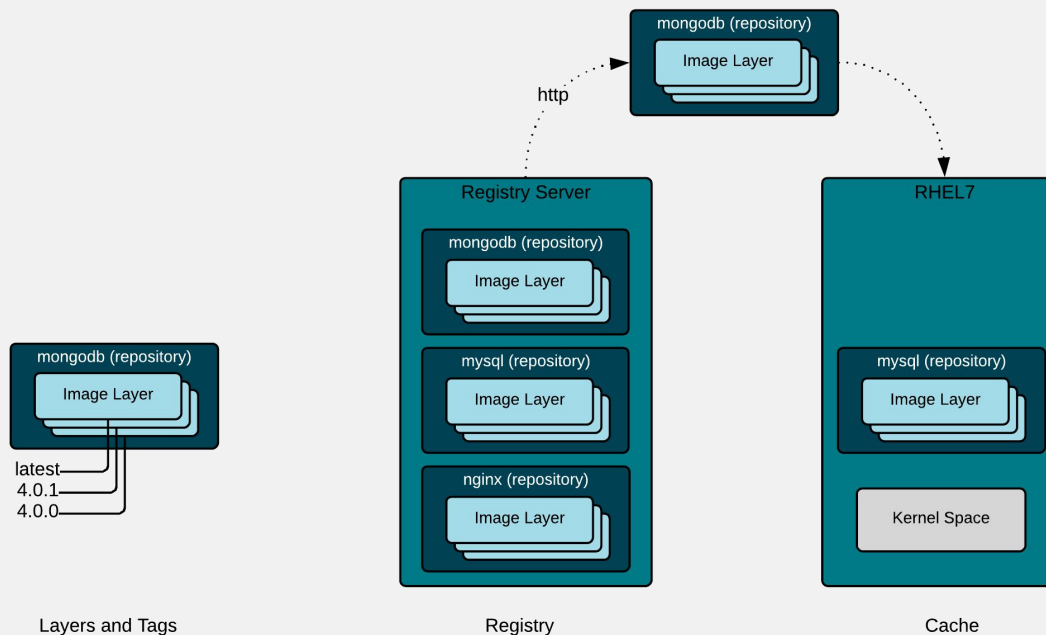 mongodb (repository)
Image Layer
http
Registry Server
RHEL7
mongodb (repository)
Image Layer
mongodb (repository)
Image Layer
latest
4.0.1
4.0.0
mysql (repository)
Image Layer
mysql (repository)
Image Layer
nginx (repository)
Image Layer
Kernel Space
Layers and Tags
Registry
Cache